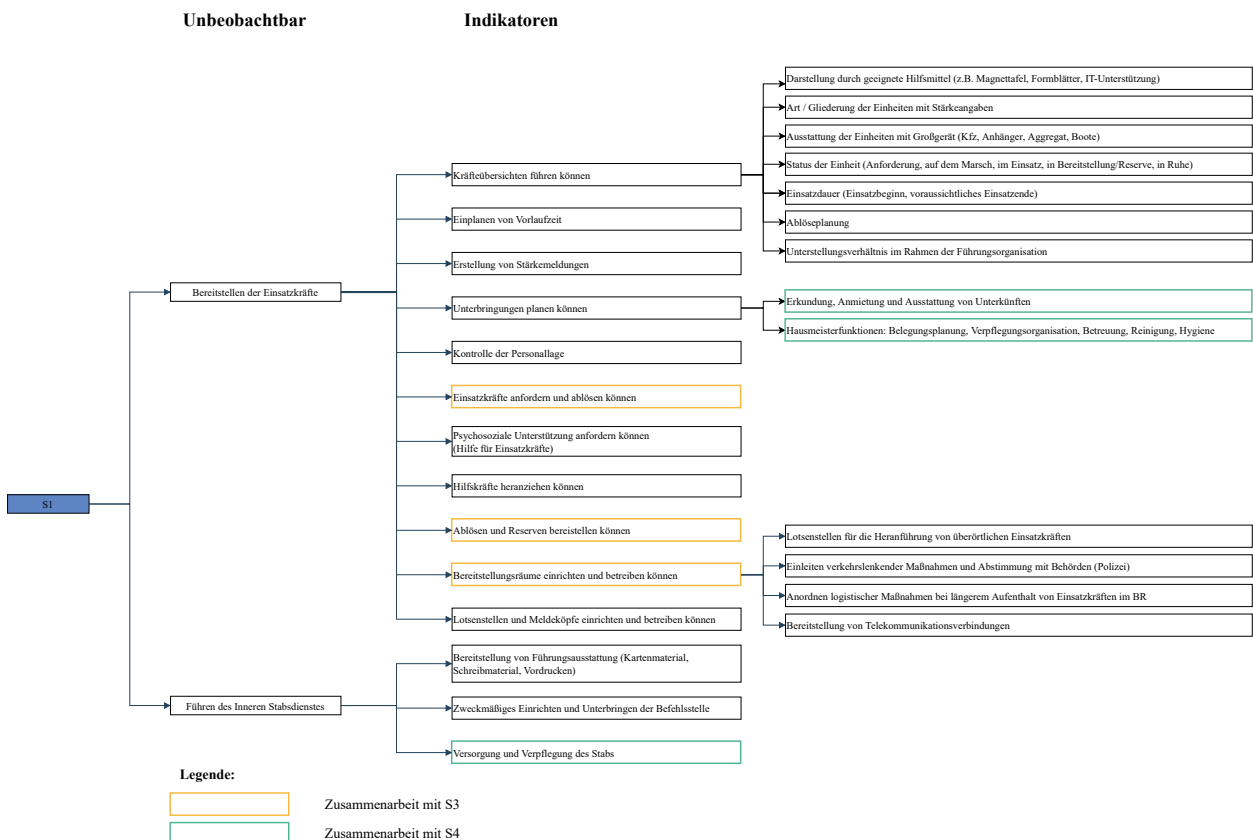 Unbeobachtbar
Indikatoren
Darstellung durch geeignete Hilfsmittel (z.B. Magnettafel, Formblätter, IT-Unterstützung)
Art / Gliederung der Einheiten mit Stärkeangaben
Ausstattung der Einheiten mit Großgerät (Kfz, Anhänger, Aggregat, Boote)
Kräfteübersichten führen können
Status der Einheit (Anforderung, auf dem Marsch, im Einsatz, in Bereitstellung/Reserve, in Ruhe)
Einsatzdauer (Einsatzbeginn, voraussichtliches Einsatzende)
Einplanen von Vorlaufzeit
Ablöseplanung
Unterstellungsverhältnis im Rahmen der Führungsorganisation
Erstellung von Stärkemeldungen
Bereitstellen der Einsatzkräfte
Unterbringungen planen können
Erkundung, Anmietung und Ausstattung von Unterkünften
Hausmeisterfunktionen: Belegungsplanung, Verpflegungsorganisation, Betreuung, Reinigung, Hygiene
Kontrolle der Personallage
Einsatzkräfte anfordern und ablösen können
Psychosoziale Unterstützung anfordern können
(Hilfe für Einsatzkräfte)
Hilfskräfte heranziehen können
S1
Ablösen und Reserven bereistellen können
Lotsenstellen für die Heranführung von überörtlichen Einsatzkräften
Einleiten verkehrslenkender Maßnahmen und Abstimmung mit Behörden (Polizei)
Bereitstellungsräume einrichten und betreiben können
Anordnen logistischer Maßnahmen bei längerem Aufenthalt von Einsatzkräften im BR
Bereitstellung von Telekommunikationsverbindungen
Lotsenstellen und Meldeköpfe einrichten und betreiben können
Bereitstellung von Führungsausstattung (Kartenmaterial,
Schreibmaterial, Vordrucken)
Führen des Inneren Stabsdienstes
Zweckmäßiges Einrichten und Unterbringen der Befehlsstelle
Versorgung und Verpflegung des Stabs
Legende:
Zusammenarbeit mit S3
Zusammenarbeit mit S4